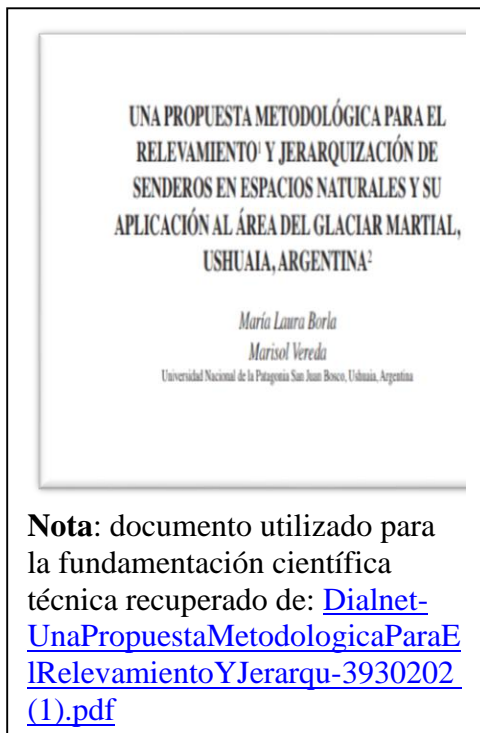 UNA PROPUESTA METODOLÓGICA PARA EL
RELEVAMIENTO¹ Y JERARQUIZACIÓN DE
SENDEROS EN ESPACIOS NATURALES Y SU
APLICACIÓN AL ÁREA DEL GLACIAR MARTIAL,
USHUAIA, ARGENTINA²
María Laura Borla
Marisol Vereda
Universidad Nacional de la Patagonia San Juan Bosco, Ushuaia, Argentina
Nota: documento utilizado para
la fundamentación científica
técnica recuperado de: Dialnet-
UnaPropuestaMetodologicaParaE
lRelevamientoYJerarqu-3930202
(1).pdf